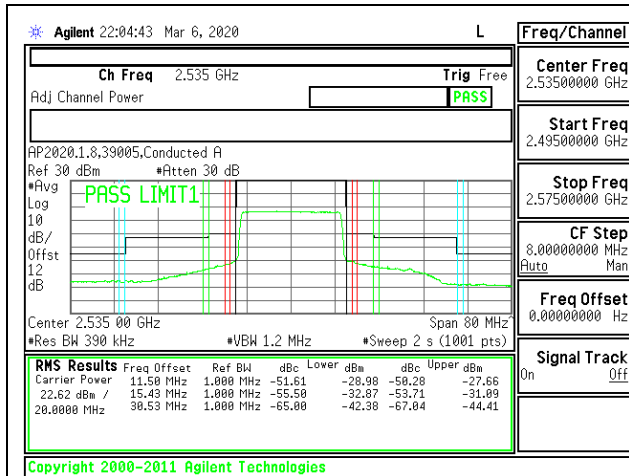 Agilent 22:04:43 Mar 6, 2020 L
Ch Freq 2.535 GHz Trig Free
Adj Channel Power PASS
AP2020.1.8,39005,Conducted A
Ref 30 dBm #Atten 30 dB
#Avg
Log
10
dB/
Offst
12
dB
PASS LIMIT1
Center 2.535 00 GHz Span 80 MHz^
#Res BW 390 kHz #VBW 1.2 MHz #Sweep 2 s (1001 pts)
RMS Results Freq Offset Ref BW dBc Lower dBm dBc Upper dBm
Carrier Power 11.50 MHz 1.000 MHz -51.61 -28.98 -50.28 -27.66
22.62 dBm / 15.43 MHz 1.000 MHz -55.50 -32.87 -53.71 -31.09
20.0000 MHz 30.53 MHz 1.000 MHz -65.00 -42.38 -67.04 -44.41
Copyright 2000-2011 Agilent Technologies
Freq/Channel
Center Freq
2.53500000 GHz
Start Freq
2.49500000 GHz
Stop Freq
2.57500000 GHz
CF Step
8.00000000 MHz
Auto Man
Freq Offset
0.00000000 Hz
Signal Track
On Off